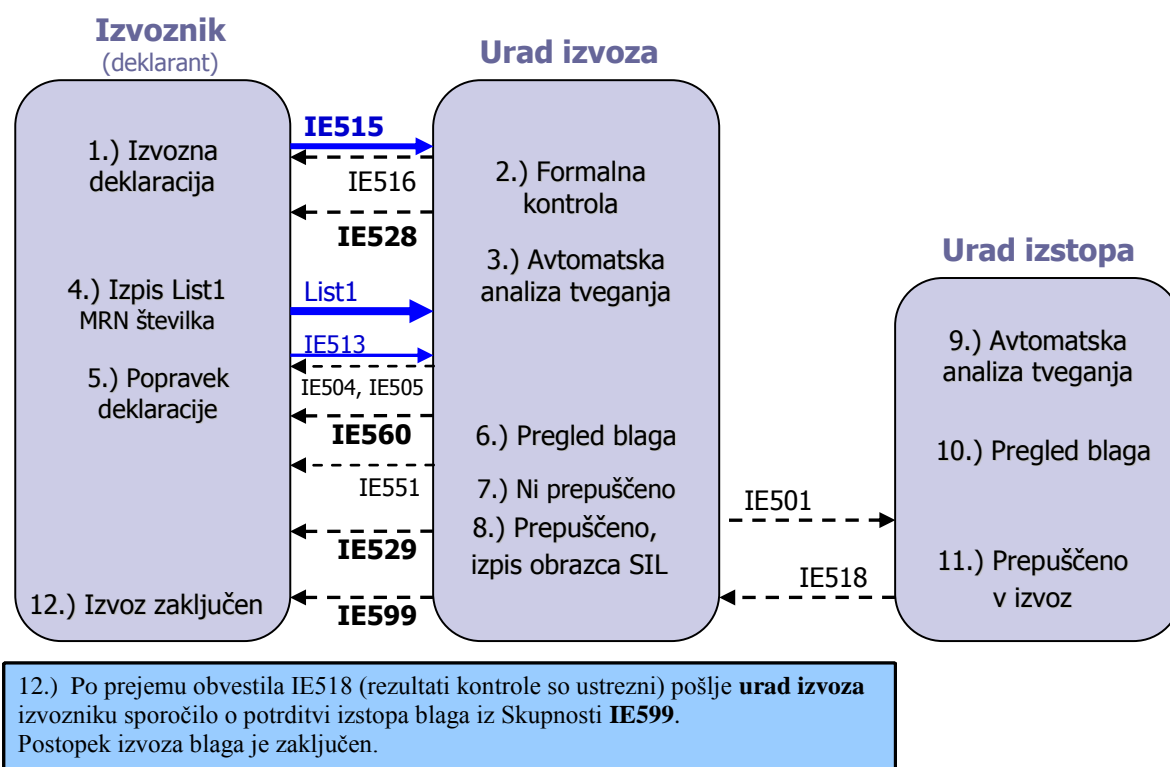 Izvoznik
(deklarant)
1.) Izvozna
deklaracija
4.) Izpis List1
MRN številka
5.) Popravek
deklaracije
12.) Izvoz zaključen
IE515
IE516
IE528
List1
IE513
IE504, IE505
IE560
IE551
IE529
IE599
Urad izvoza
2.) Formalna
kontrola
3.) Avtomatska
analiza tveganja
6.) Pregled blaga
7.) Ni prepuščeno
8.) Prepuščeno,
izpis obrazca SIL
IE501
IE518
Urad izstopa
9.) Avtomatska
analiza tveganja
10.) Pregled blaga
11.) Prepuščeno
v izvoz
12.) Po prejemu obvestila IE518 (rezultati kontrole so ustrezni) pošlje urad izvoza
izvozniku sporočilo o potrditvi izstopa blaga iz Skupnosti IE599.
Postopek izvoza blaga je zaključen.